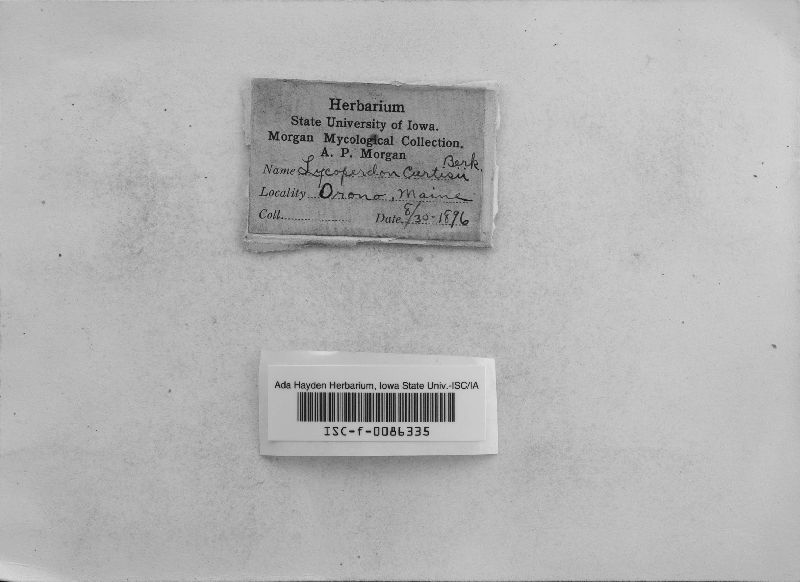 Herbarium
State University of Iowa.
Morgan Mycological Collection.
A. P. Morgan
Name Lycoperdon Curtisii Berk.
Locality Orono, Maine
Coll. Date 8/30-1896
Ada Hayden Herbarium, Iowa State Univ.-ISC/IA
ISC-f-0086335